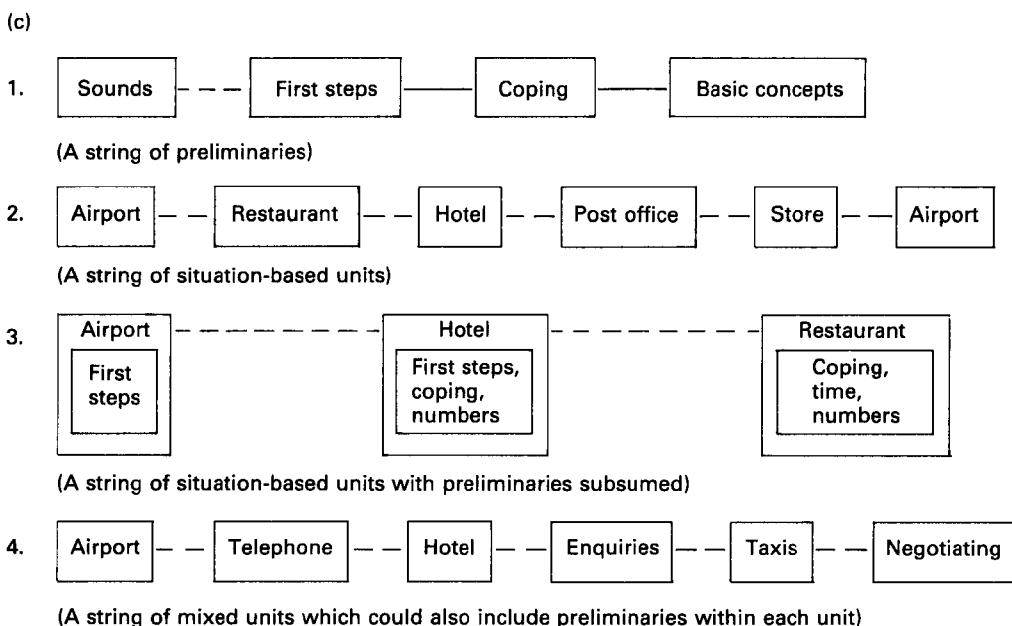 (c)
1. Sounds First steps Coping Basic concepts
(A string of preliminaries)
2. Airport Restaurant Hotel Post office Store Airport
(A string of situation-based units)
3. Airport Hotel Restaurant
First steps, Coping,
First coping, time,
steps numbers numbers
(A string of situation-based units with preliminaries subsumed)
4. Airport Telephone Hotel Enquiries Taxis Negotiating
(A string of mixed units which could also include preliminaries within each unit)